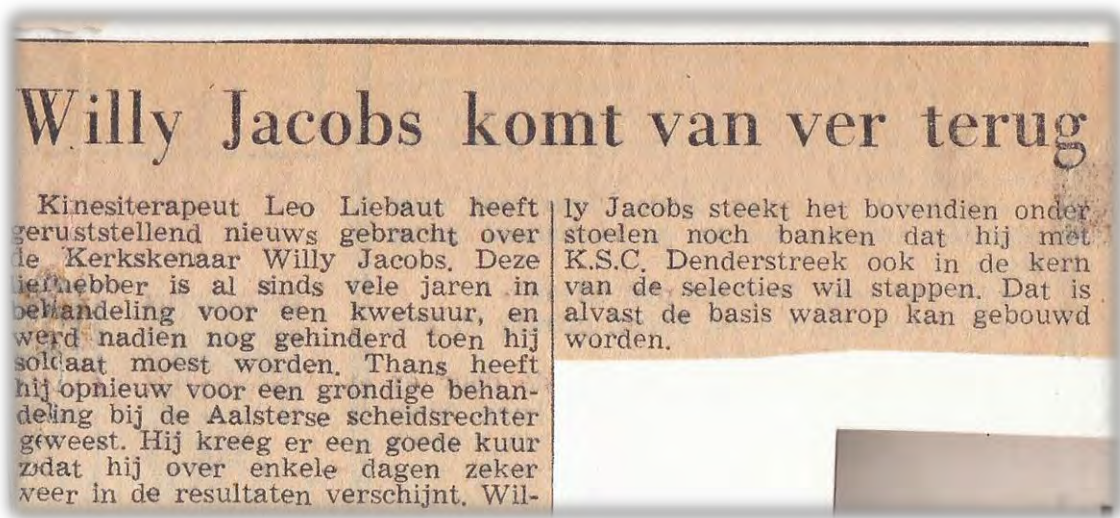 Willy Jacobs komt van ver terug
Kinesiterapeut Leo Liebaut heeft
geruststellend nieuws gebracht over
de Kerkskenaar Willy Jacobs. Deze
liefhebber is al sinds vele jaren in
behandeling voor een kwetsuur, en
werd nadien nog gehinderd toen hij
soldaat moest worden. Thans heeft
hij opnieuw voor een grondige behan-
deling bij de Aalsterse scheidsrechter
geweest. Hij kreeg er een goede kuur
zodat hij over enkele dagen zeker
weer in de resultaten verschijnt. Wil-
ly Jacobs steekt het bovendien onder
stoelen noch banken dat hij met
K.S.C. Denderstreek ook in de kern
van de selecties wil stappen. Dat is
alvast de basis waarop kan gebouwd
worden.